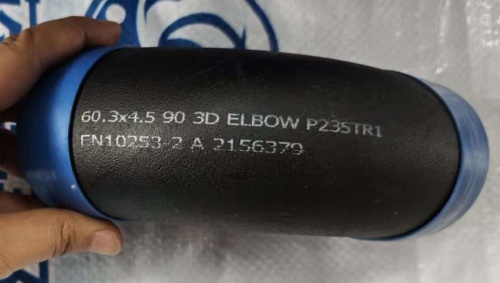 60.3x4.5 90 3D ELBOW P235TR1
EN10253-2 A 2156379